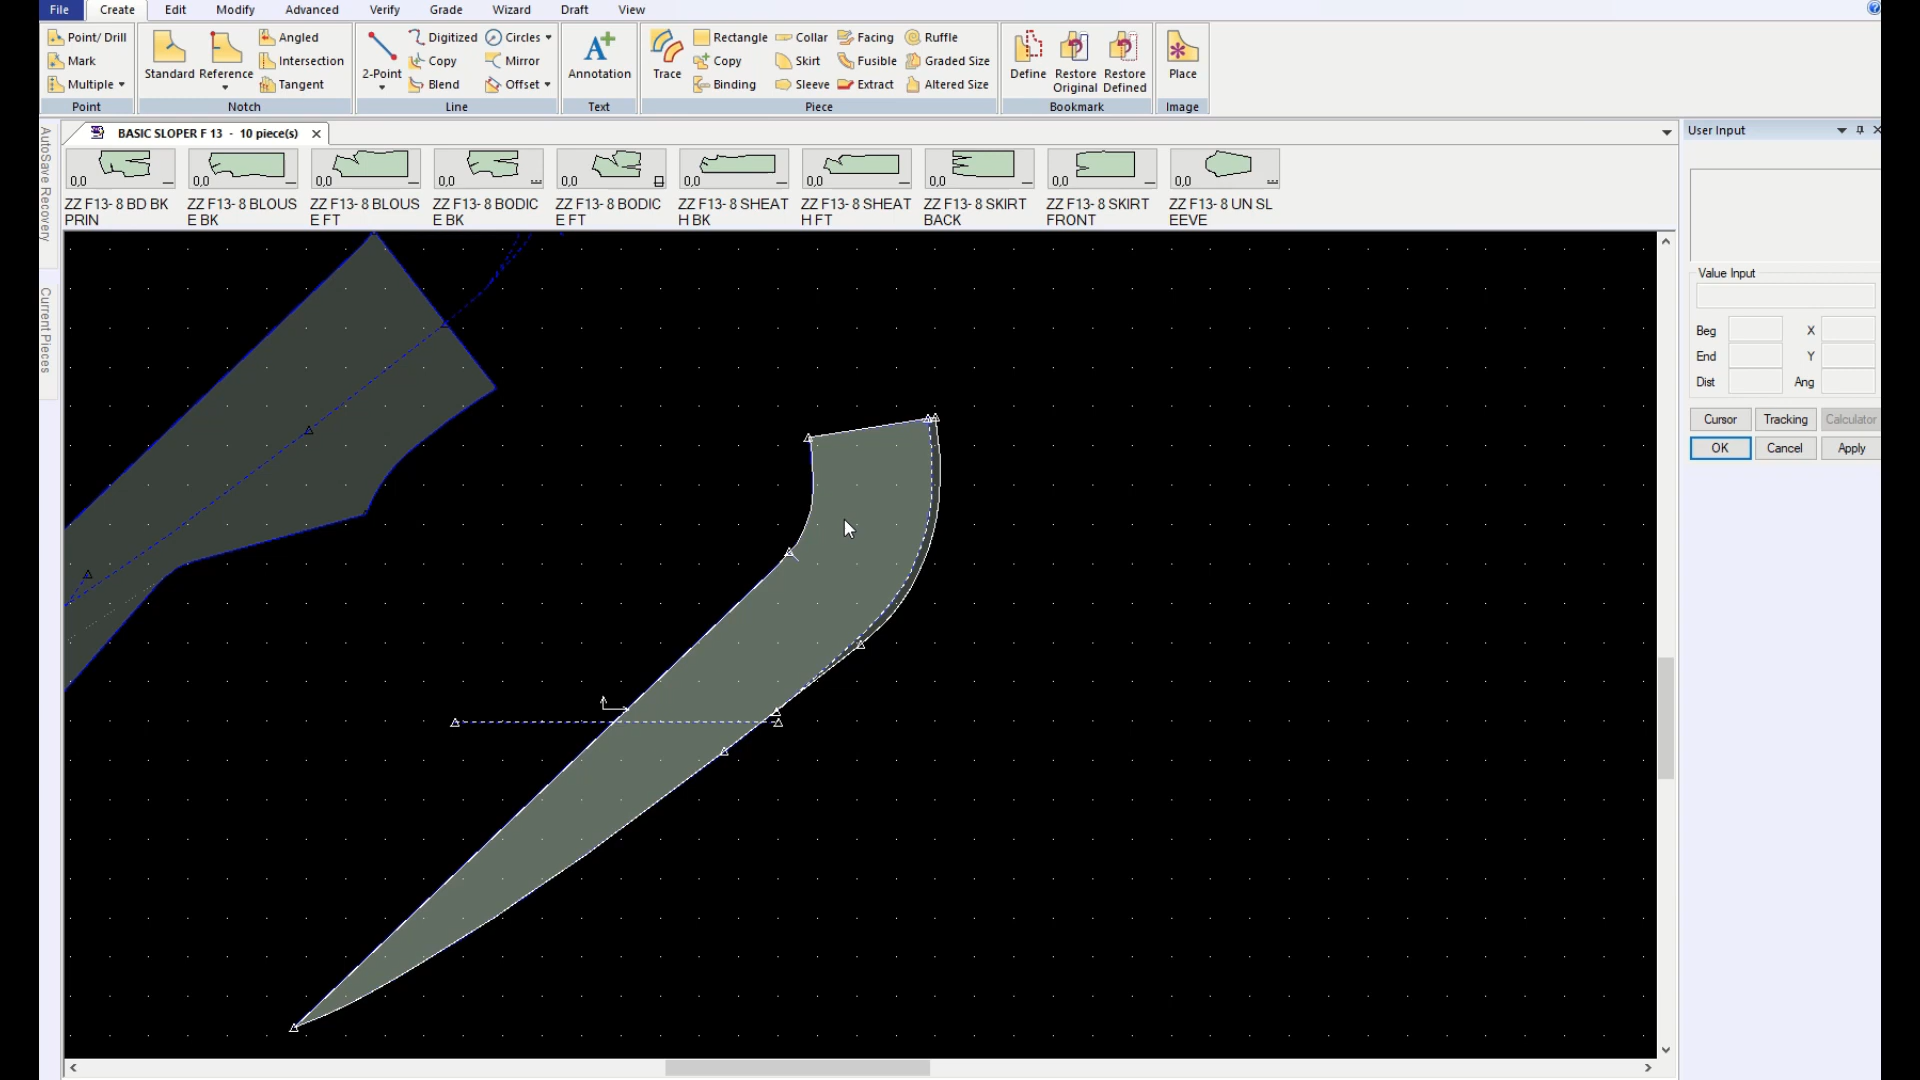 File Create Edit Modify Advanced Verify Grade Wizard Draft View
Point/ Drill Angled Digitized Circles Rectangle Collar Facing Ruffle
Mark Intersection Copy Mirror Copy Skirt Fusible Graded Size
Multiple Tangent Blend Offset Binding Sleeve Extract Altered Size
Standard Reference 2-Point Annotation Trace Define Restore Original Restore Defined Place
Point Notch Line Text Piece Bookmark Image
BASIC SLOPER F 13 - 10 piece(s)
User Input
0,0 0,0 0,0 0,0 0,0 0,0 0,0 0,0 0,0 0,0
ZZ F13- 8 BD BK ZZ F13- 8 BLOUS ZZ F13- 8 BLOUS ZZ F13- 8 BODIC ZZ F13- 8 BODIC ZZ F13- 8 SHEAT ZZ F13- 8 SHEAT ZZ F13- 8 SKIRT ZZ F13- 8 SKIRT ZZ F13- 8 UN SL
PRIN E BK E FT E BK E FT H BK H FT BACK FRONT EEVE
AutoSave Recovery
Current Pieces
Value Input
Beg X
End Y
Dist Ang
Cursor Tracking Calculator
OK Cancel Apply